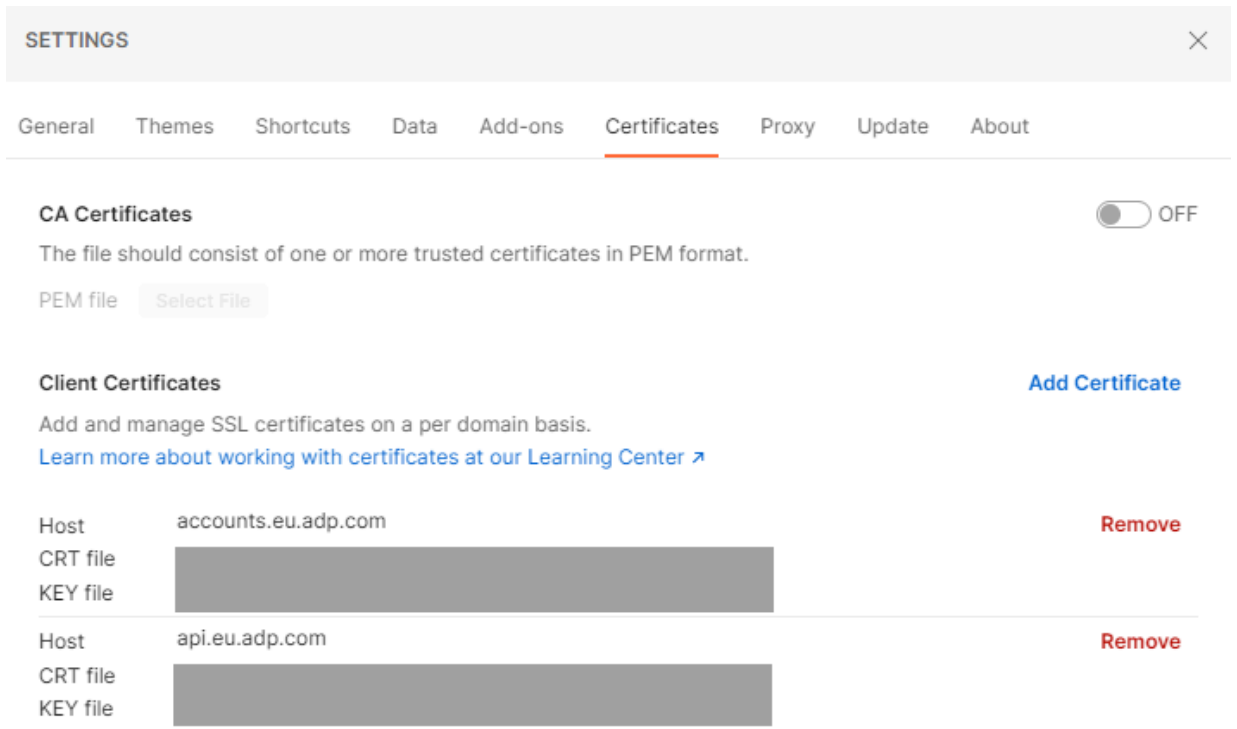 SETTINGS
General Themes Shortcuts Data Add-ons Certificates Proxy Update About
CA Certificates OFF
The file should consist of one or more trusted certificates in PEM format.
PEM file Select File
Client Certificates Add Certificate
Add and manage SSL certificates on a per domain basis.
Learn more about working with certificates at our Learning Center ↗
Host accounts.eu.adp.com Remove
CRT file
KEY file
Host api.eu.adp.com Remove
CRT file
KEY file